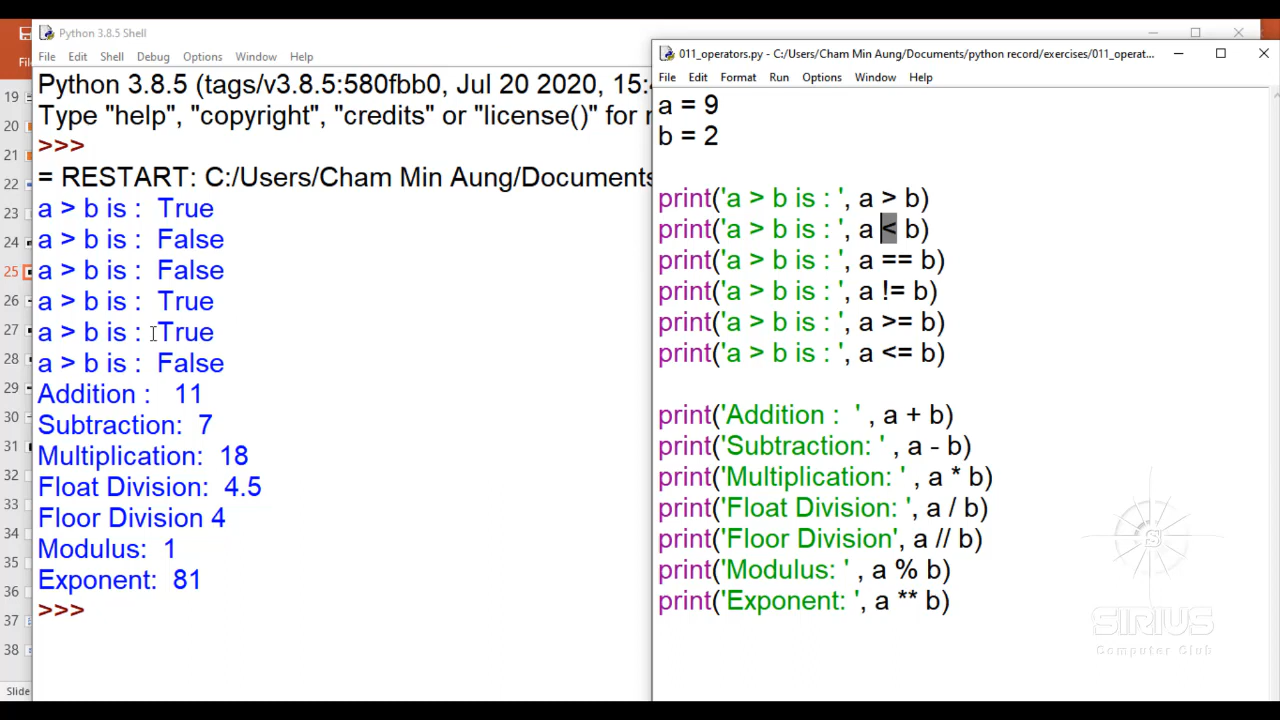 Python 3.8.5 Shell
File Edit Shell Debug Options Window Help
Python 3.8.5 (tags/v3.8.5:580fbb0, Jul 20 2020, 15:4
Type "help", "copyright", "credits" or "license()" for
>>>
= RESTART: C:/Users/Cham Min Aung/Documents
a > b is :  True
a > b is :  False
a > b is :  False
a > b is :  True
a > b is :  True
a > b is :  False
Addition :   11
Subtraction:  7
Multiplication:  18
Float Division:  4.5
Floor Division 4
Modulus:  1
Exponent:  81
>>>
011_operators.py - C:/Users/Cham Min Aung/Documents/python record/exercises/011_operat...
File Edit Format Run Options Window Help
a = 9
b = 2
print('a > b is : ', a > b)
print('a > b is : ', a < b)
print('a > b is : ', a == b)
print('a > b is : ', a != b)
print('a > b is : ', a >= b)
print('a > b is : ', a <= b)
print('Addition :  ' , a + b)
print('Subtraction: ' , a - b)
print('Multiplication: ' , a * b)
print('Float Division: ', a / b)
print('Floor Division', a // b)
print('Modulus: ' , a % b)
print('Exponent: ', a ** b)
19
20
21
22
23
24
25
26
27
28
29
30
31
32
33
34
35
36
37
38
Slide
SIRIUS
Computer Club